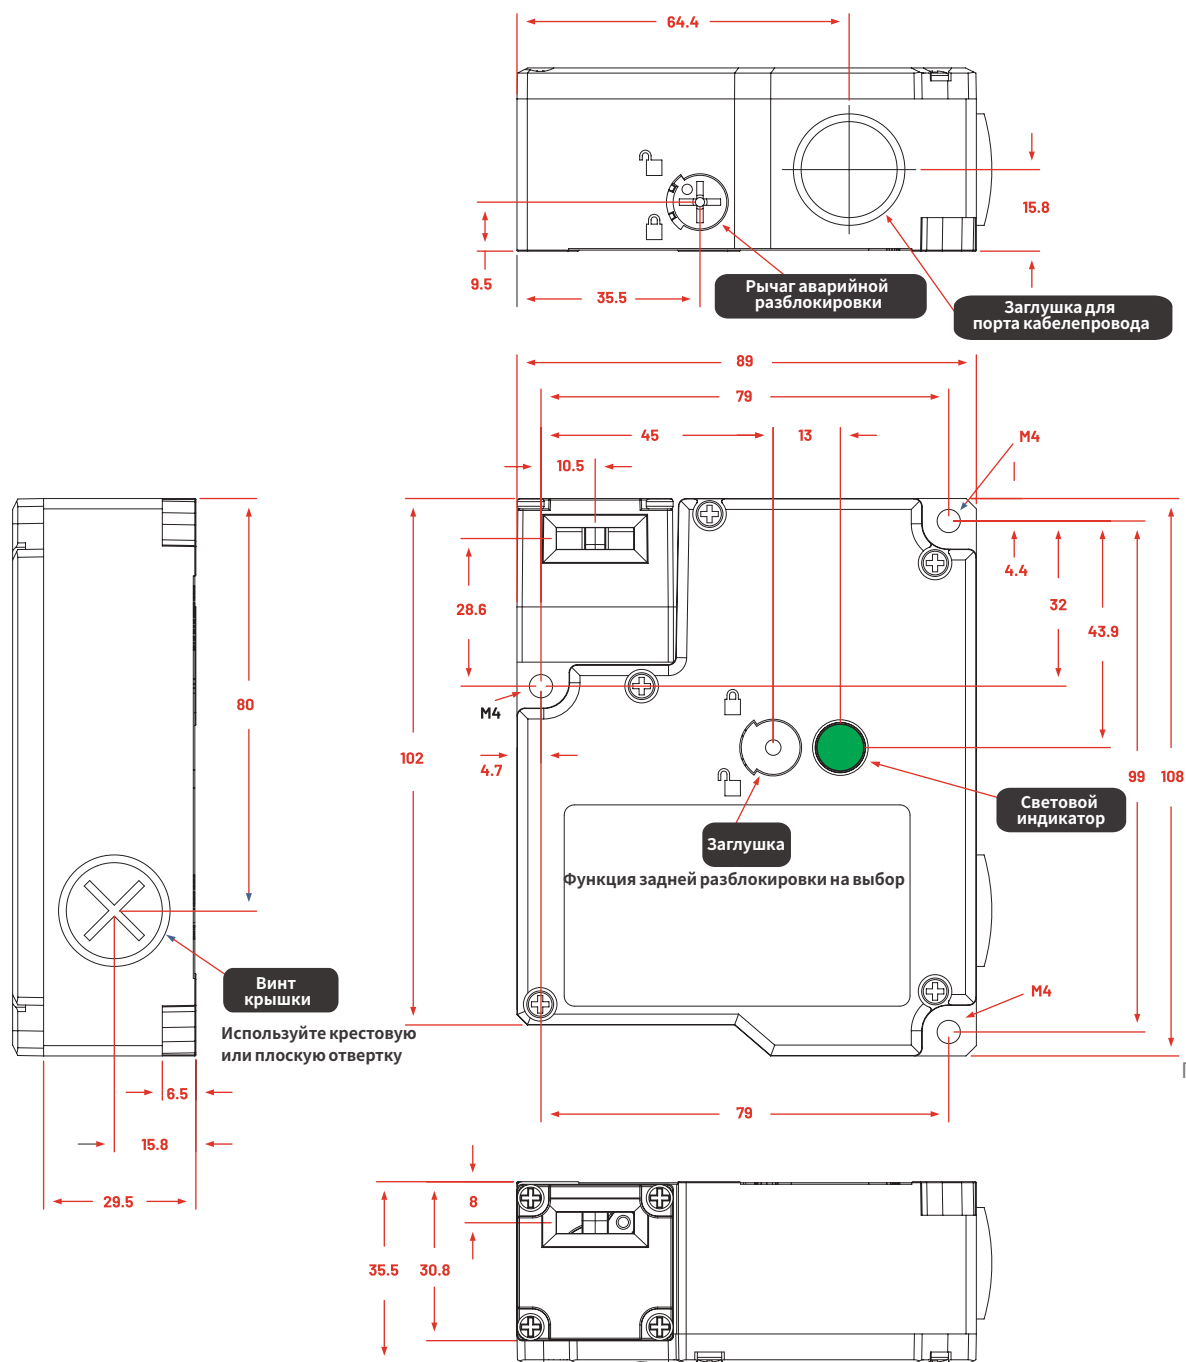 64.4
15.8
9.5
35.5
Рычаг аварийной
разблокировки
Заглушка для
порта кабелепровода
89
79
45
13
M4
10.5
4.4
28.6
32
43.9
80
M4
102
4.7
99
108
Световой
индикатор
Заглушка
Функция задней разблокировки на выбор
Винт
крышки
M4
Используйте крестовую
или плоскую отвертку
6.5
79
15.8
29.5
8
35.5
30.8